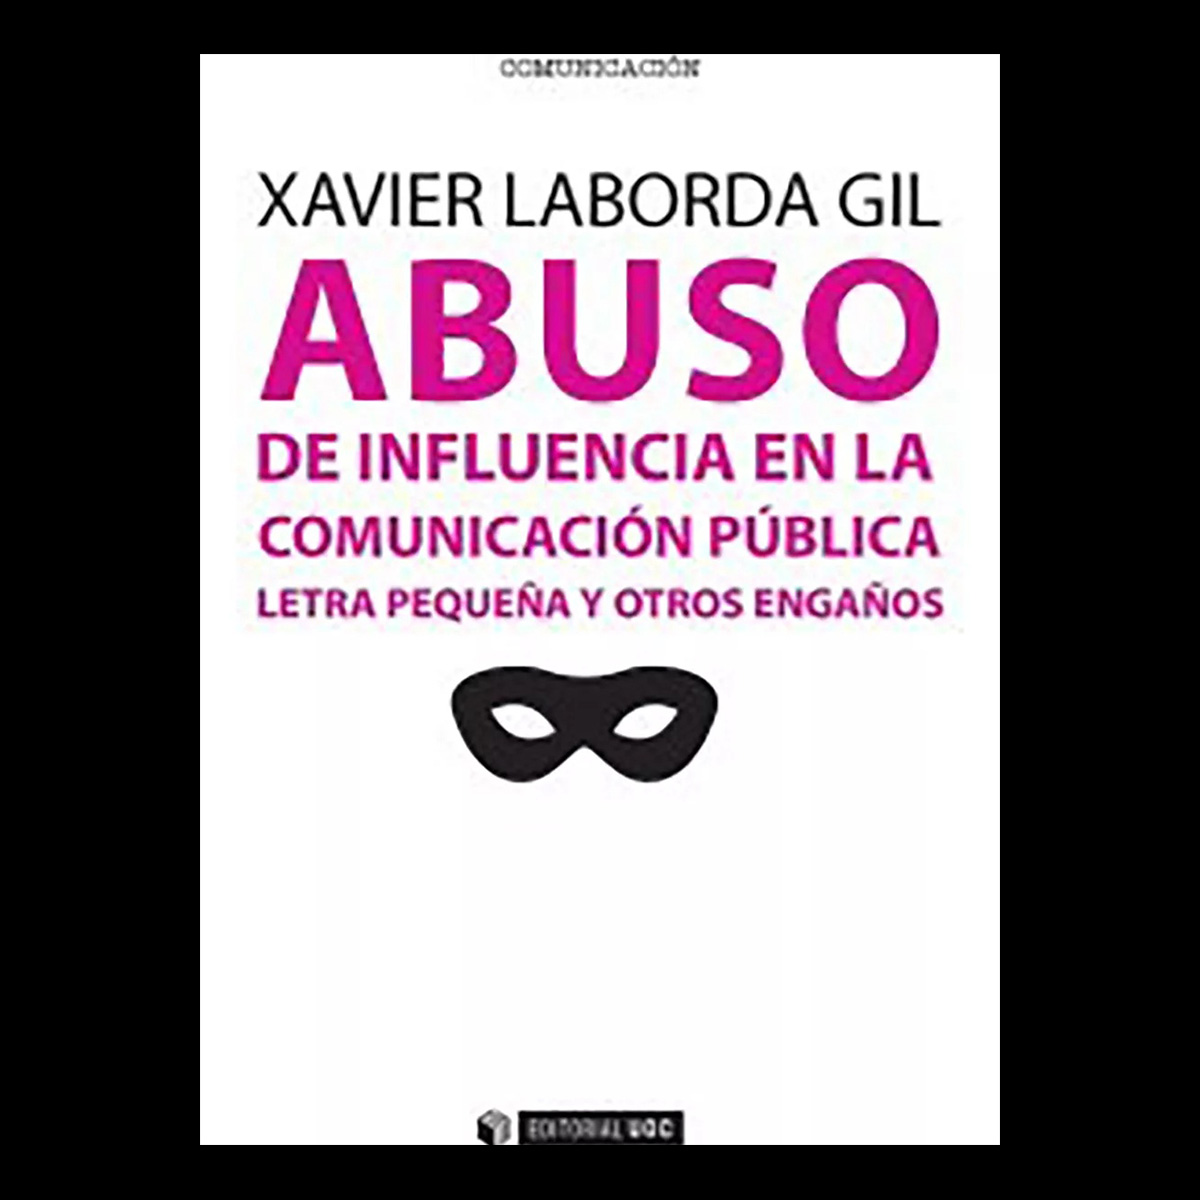 COMUNICACIÓN
XAVIER LABORDA GIL
ABUSO
DE INFLUENCIA EN LA
COMUNICACIÓN PÚBLICA
LETRA PEQUEÑA Y OTROS ENGAÑOS
EDITORIAL UOC